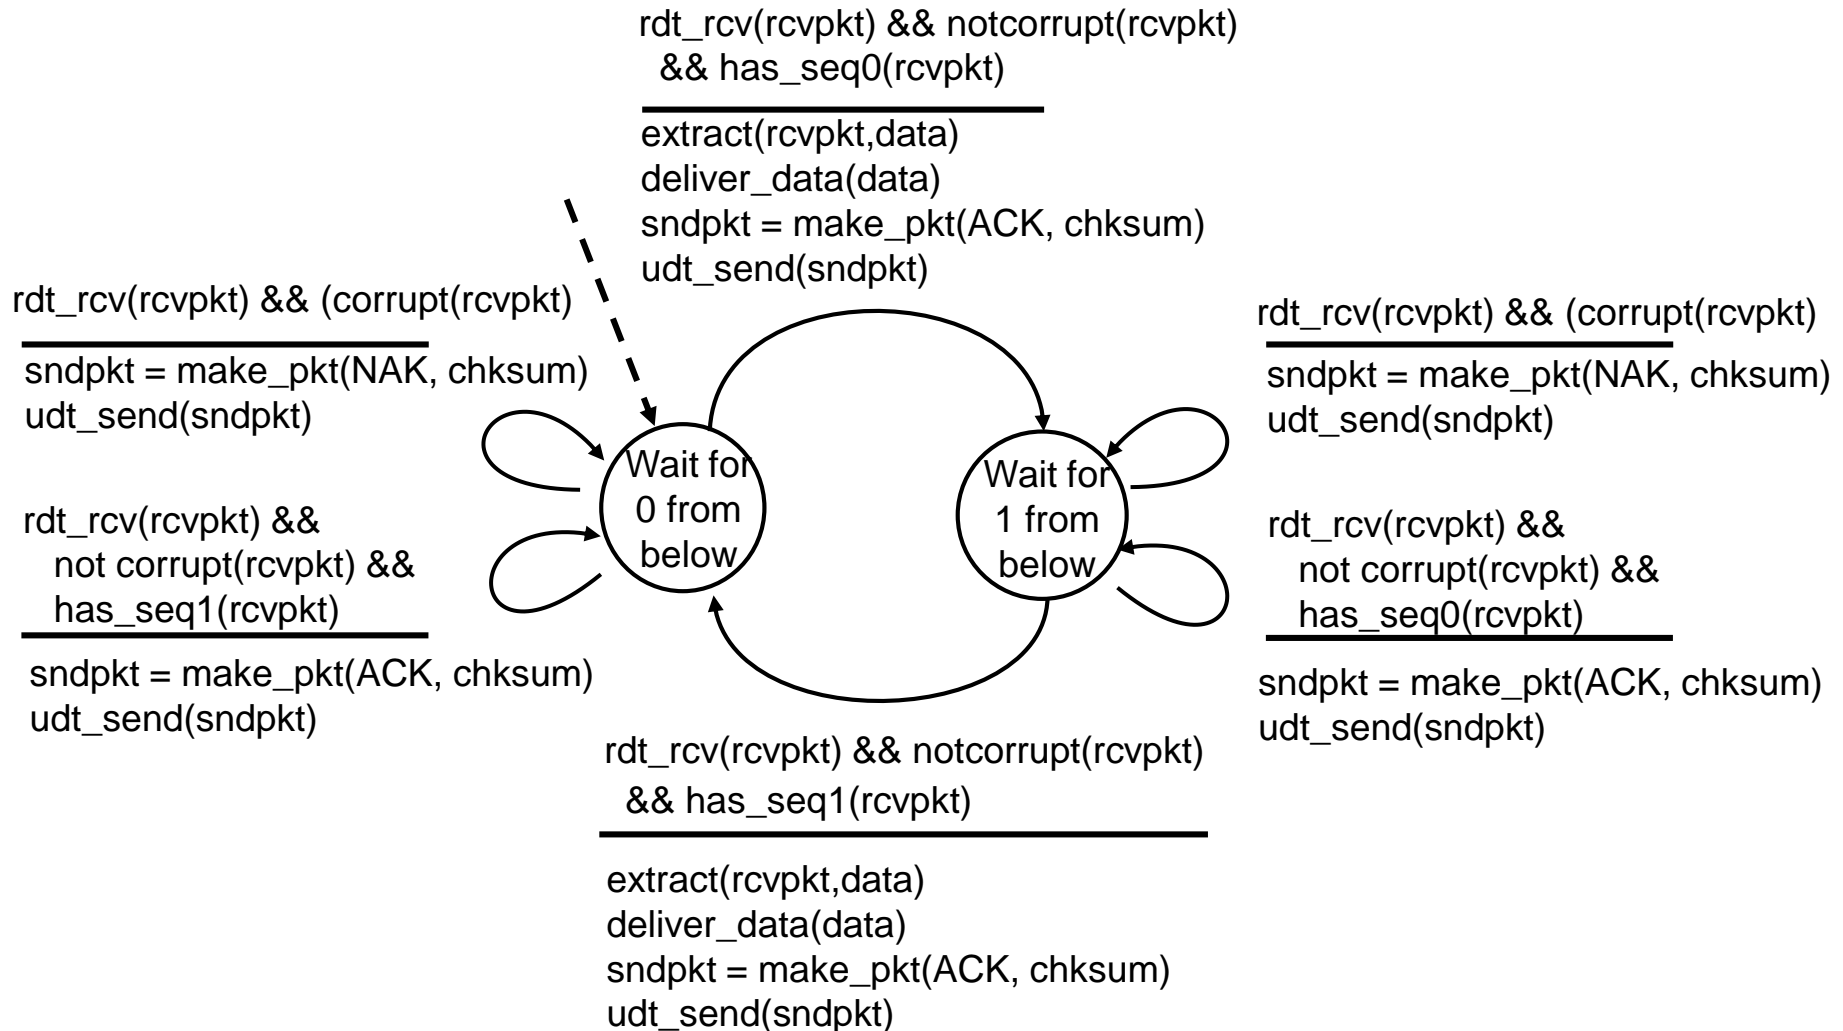 rdt_rcv(rcvpkt) && notcorrupt(rcvpkt)
&& has_seq0(rcvpkt)
extract(rcvpkt,data)
deliver_data(data)
sndpkt = make_pkt(ACK, chksum)
udt_send(sndpkt)
rdt_rcv(rcvpkt) && (corrupt(rcvpkt)
sndpkt = make_pkt(NAK, chksum)
udt_send(sndpkt)
rdt_rcv(rcvpkt) &&
not corrupt(rcvpkt) &&
has_seq1(rcvpkt)
sndpkt = make_pkt(ACK, chksum)
udt_send(sndpkt)
Wait for
0 from
below
Wait for
1 from
below
rdt_rcv(rcvpkt) && (corrupt(rcvpkt)
sndpkt = make_pkt(NAK, chksum)
udt_send(sndpkt)
rdt_rcv(rcvpkt) &&
not corrupt(rcvpkt) &&
has_seq0(rcvpkt)
sndpkt = make_pkt(ACK, chksum)
udt_send(sndpkt)
rdt_rcv(rcvpkt) && notcorrupt(rcvpkt)
&& has_seq1(rcvpkt)
extract(rcvpkt,data)
deliver_data(data)
sndpkt = make_pkt(ACK, chksum)
udt_send(sndpkt)